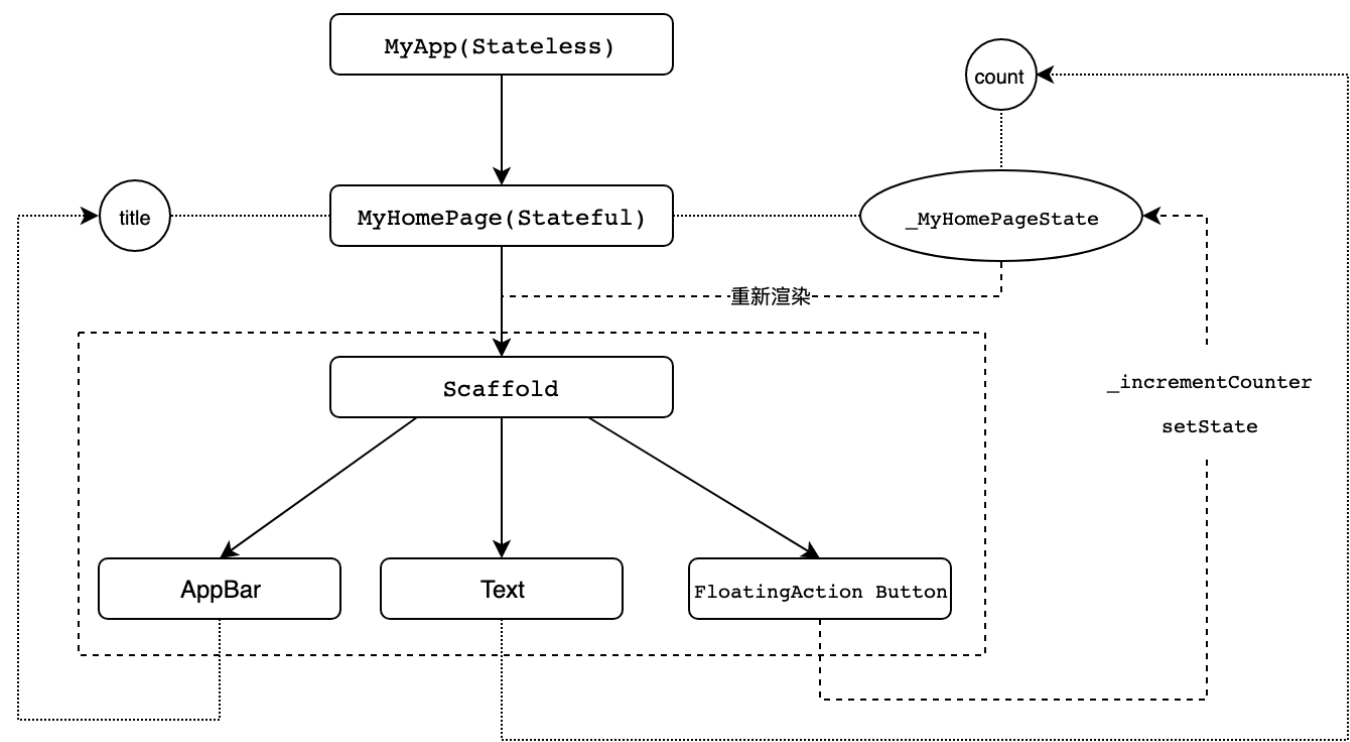 MyApp(Stateless)
count
title
MyHomePage(Stateful)
_MyHomePageState
重新渲染
Scaffold
_incrementCounter
setState
AppBar
Text
FloatingAction Button